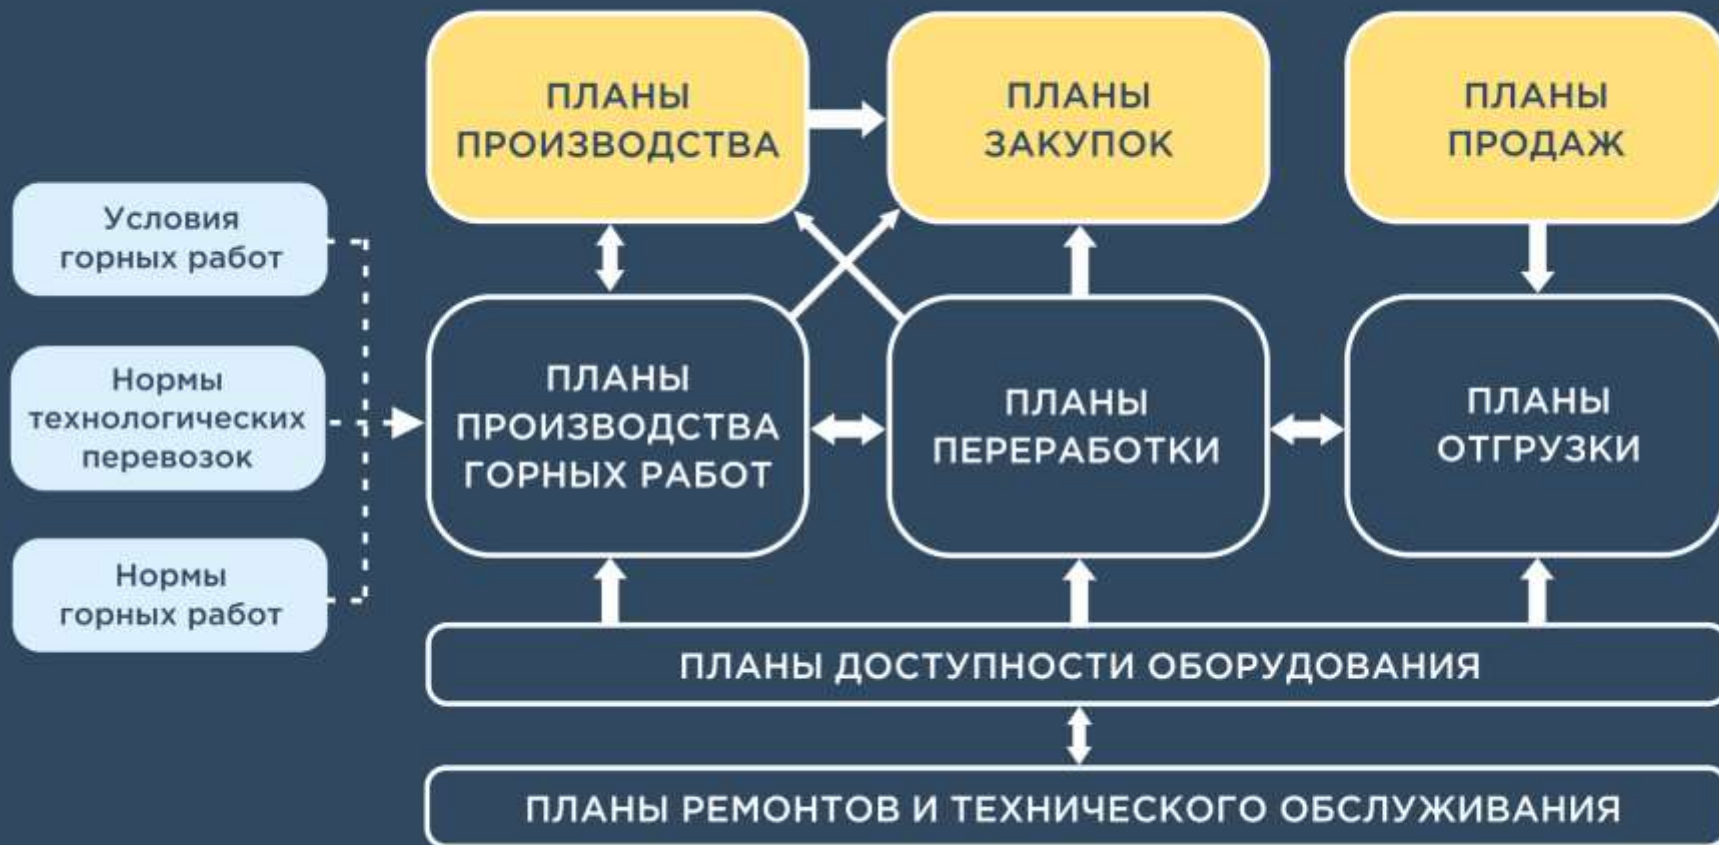 ПЛАНЫ
ПРОИЗВОДСТВА
ПЛАНЫ
ЗАКУПОК
ПЛАНЫ
ПРОДАЖ
Условия
горных работ
Нормы
технологических
перевозок
Нормы
горных работ
ПЛАНЫ
ПРОИЗВОДСТВА
ГОРНЫХ РАБОТ
ПЛАНЫ
ПЕРЕРАБОТКИ
ПЛАНЫ
ОТГРУЗКИ
ПЛАНЫ ДОСТУПНОСТИ ОБОРУДОВАНИЯ
ПЛАНЫ РЕМОНТОВ И ТЕХНИЧЕСКОГО ОБСЛУЖИВАНИЯ